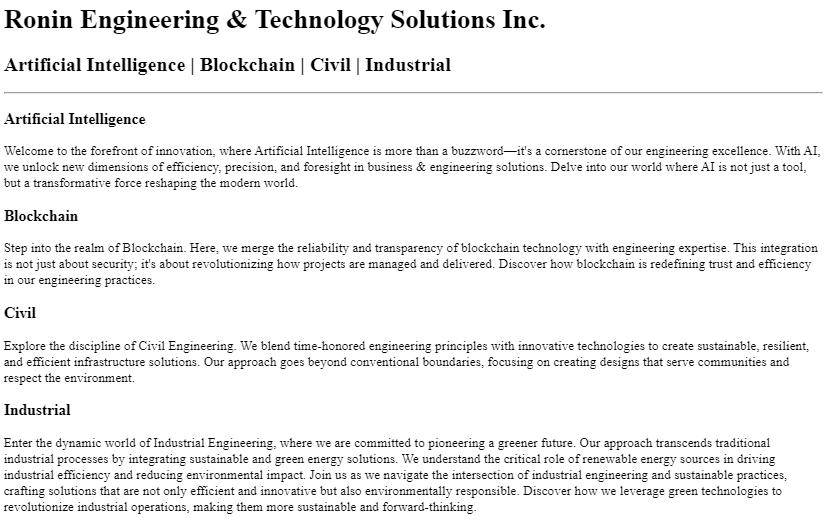 Ronin Engineering & Technology Solutions Inc.
Artificial Intelligence | Blockchain | Civil | Industrial
Artificial Intelligence
Welcome to the forefront of innovation, where Artificial Intelligence is more than a buzzword—it's a cornerstone of our engineering excellence. With AI,
we unlock new dimensions of efficiency, precision, and foresight in business & engineering solutions. Delve into our world where AI is not just a tool,
but a transformative force reshaping the modern world.
Blockchain
Step into the realm of Blockchain. Here, we merge the reliability and transparency of blockchain technology with engineering expertise. This integration
is not just about security; it's about revolutionizing how projects are managed and delivered. Discover how blockchain is redefining trust and efficiency
in our engineering practices.
Civil
Explore the discipline of Civil Engineering. We blend time-honored engineering principles with innovative technologies to create sustainable, resilient,
and efficient infrastructure solutions. Our approach goes beyond conventional boundaries, focusing on creating designs that serve communities and
respect the environment.
Industrial
Enter the dynamic world of Industrial Engineering, where we are committed to pioneering a greener future. Our approach transcends traditional
industrial processes by integrating sustainable and green energy solutions. We understand the critical role of renewable energy sources in driving
industrial efficiency and reducing environmental impact. Join us as we navigate the intersection of industrial engineering and sustainable practices,
crafting solutions that are not only efficient and innovative but also environmentally responsible. Discover how we leverage green technologies to
revolutionize industrial operations, making them more sustainable and forward-thinking.